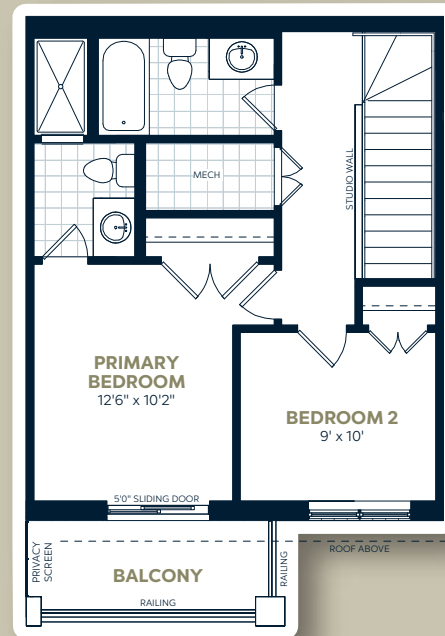 MECH
STUDIO WALL
PRIMARY
BEDROOM
12'6" x 10'2"
BEDROOM 2
9' x 10'
5'0" SLIDING DOOR
PRIVACY
SCREEN
BALCONY
RAILING
RAILING
ROOF ABOVE